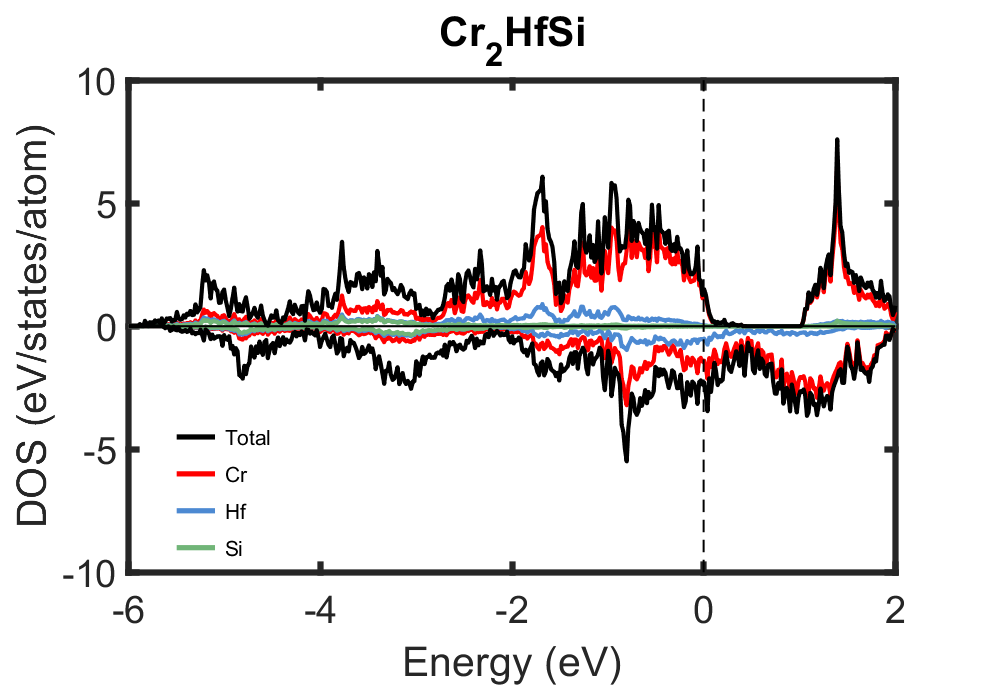 Cr2HfSi
10
5
0
-5
-10
DOS (eV/states/atom)
Total
Cr
Hf
Si
-6 -4 -2 0 2
Energy (eV)